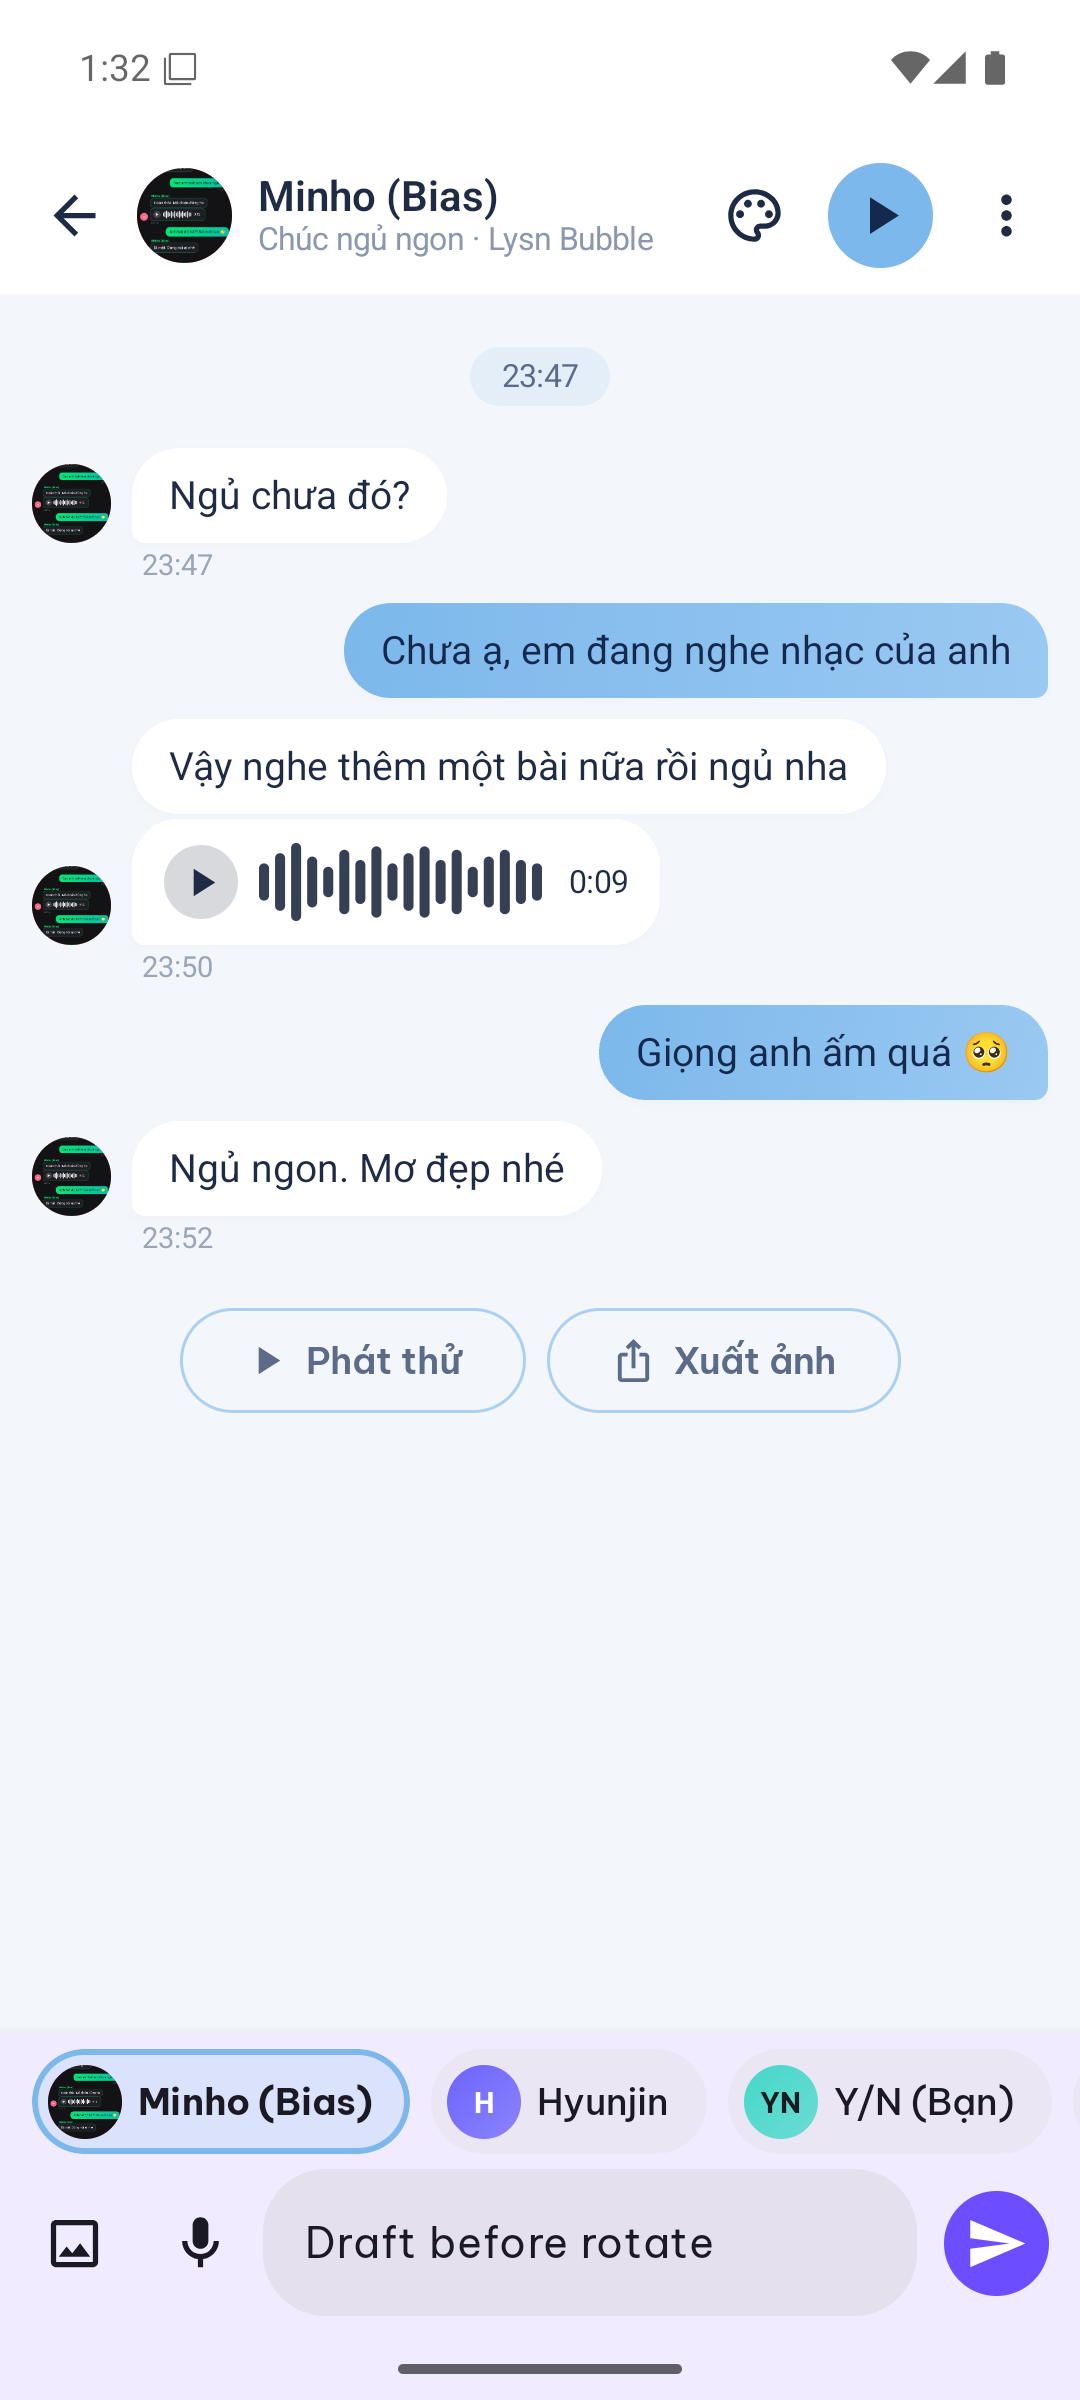 1:32
Minho (Bias)
Chúc ngủ ngon · Lysn Bubble
23:47
Ngủ chưa đó?
23:47
Chưa ạ, em đang nghe nhạc của anh
Vậy nghe thêm một bài nữa rồi ngủ nha
0:09
23:50
Giọng anh ấm quá 🥺
Ngủ ngon. Mơ đẹp nhé
23:52
Phát thử
Xuất ảnh
Minho (Bias)
H Hyunjin
YN Y/N (Bạn)
Draft before rotate